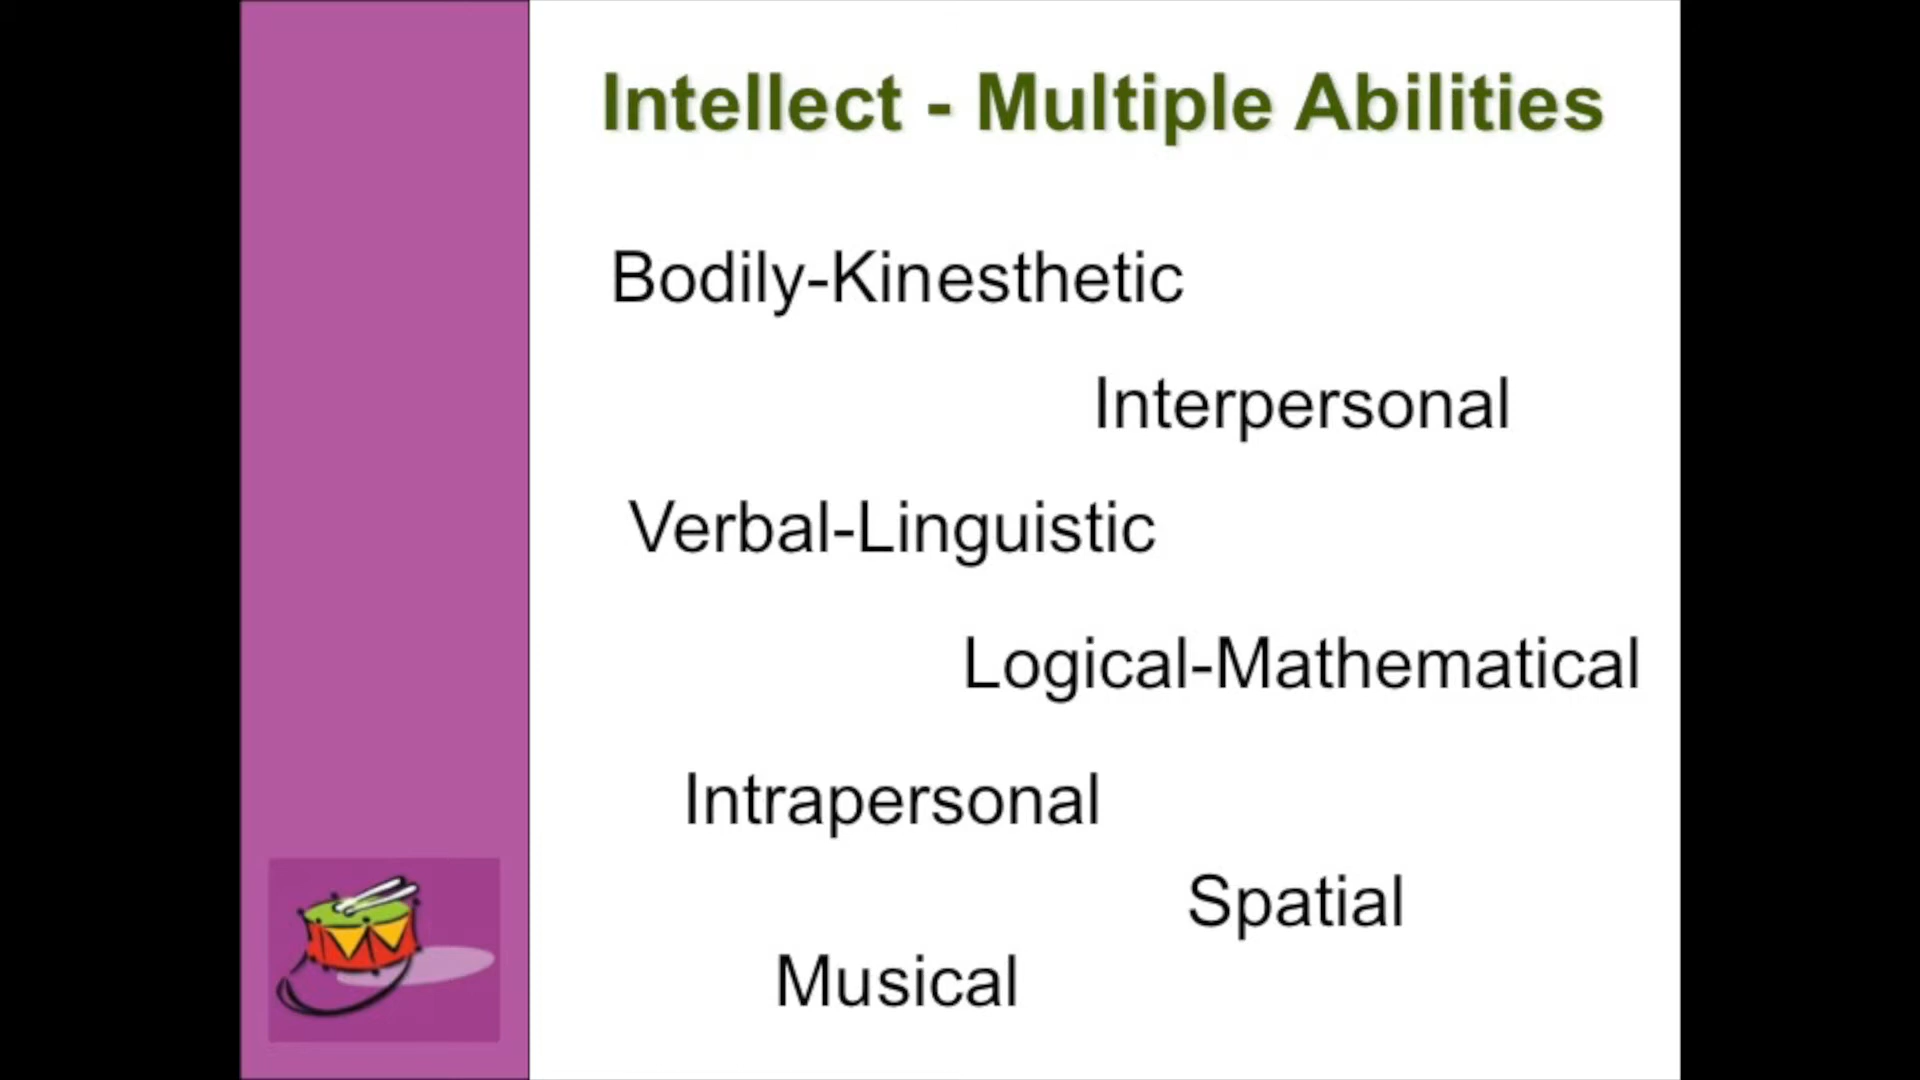 Intellect - Multiple Abilities
Bodily-Kinesthetic
Interpersonal
Verbal-Linguistic
Logical-Mathematical
Intrapersonal
Spatial
Musical